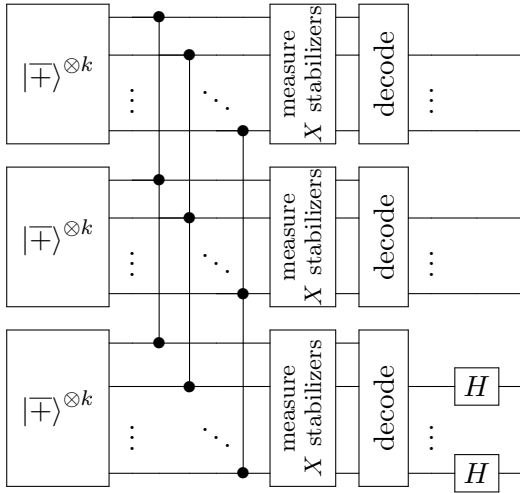 |+̅⟩^⊗k
measure
X stabilizers
decode
|+̅⟩^⊗k
measure
X stabilizers
decode
|+̅⟩^⊗k
measure
X stabilizers
decode
H
H